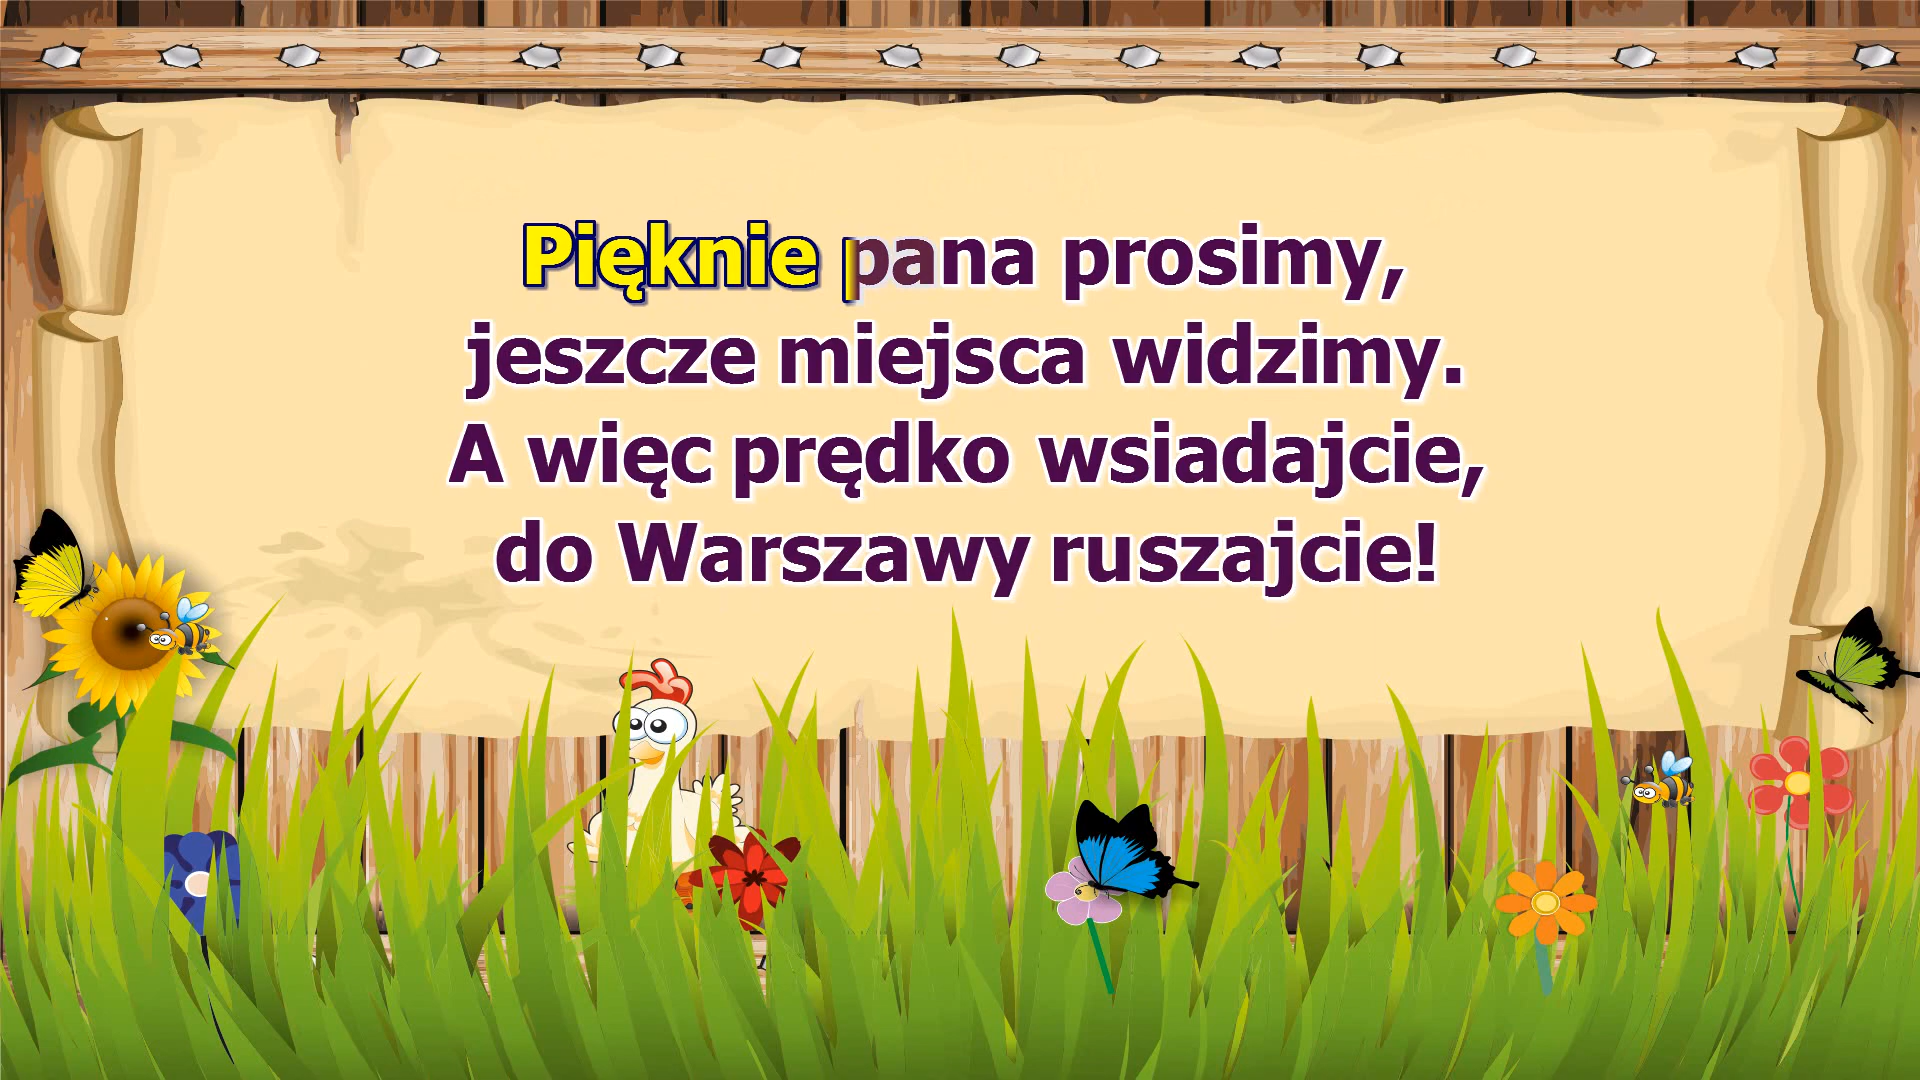 Pięknie pana prosimy,
jeszcze miejsca widzimy.
A więc prędko wsiadajcie,
do Warszawy ruszajcie!